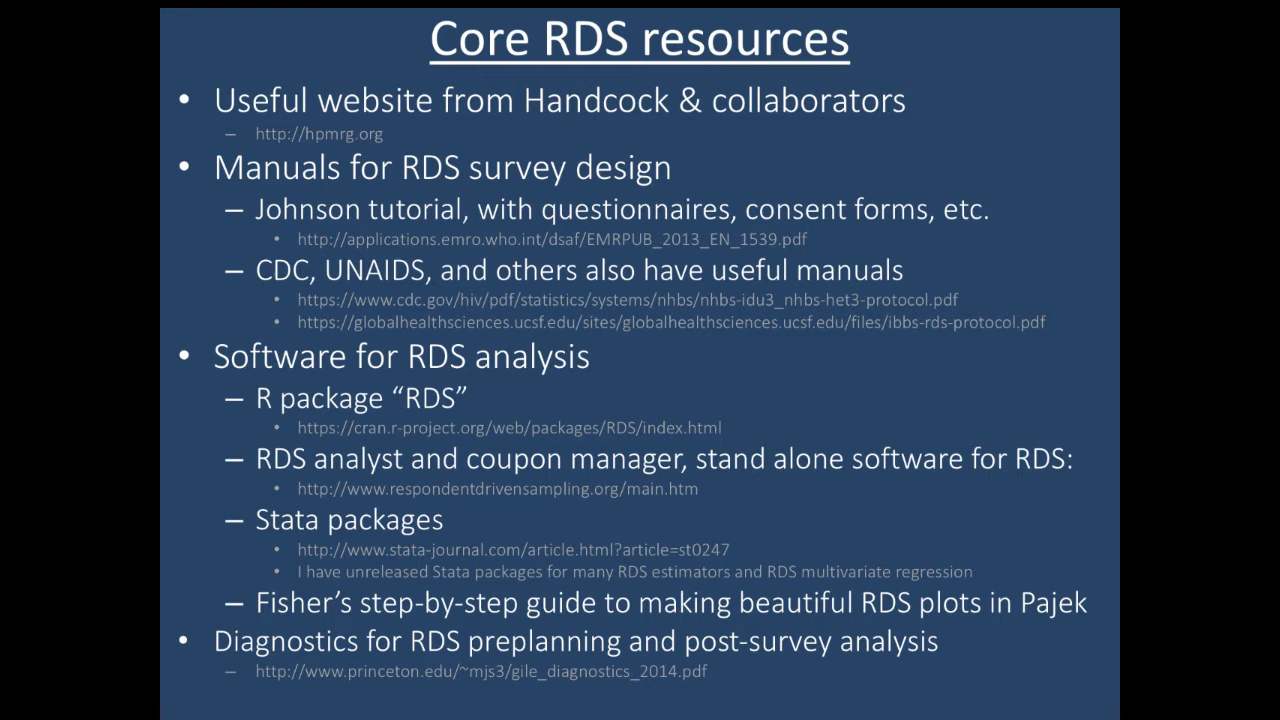 Core RDS resources
• Useful website from Handcock & collaborators
– http://hpmrg.org
• Manuals for RDS survey design
– Johnson tutorial, with questionnaires, consent forms, etc.
• http://applications.emro.who.int/dsaf/EMRPUB_2013_EN_1539.pdf
– CDC, UNAIDS, and others also have useful manuals
• https://www.cdc.gov/hiv/pdf/statistics/systems/nhbs/nhbs-idu3_nhbs-het3-protocol.pdf
• https://globalhealthsciences.ucsf.edu/sites/globalhealthsciences.ucsf.edu/files/ibbs-rds-protocol.pdf
• Software for RDS analysis
– R package “RDS”
• https://cran.r-project.org/web/packages/RDS/index.html
– RDS analyst and coupon manager, stand alone software for RDS:
• http://www.respondentdrivensampling.org/main.htm
– Stata packages
• http://www.stata-journal.com/article.html?article=st0247
• I have unreleased Stata packages for many RDS estimators and RDS multivariate regression
– Fisher’s step-by-step guide to making beautiful RDS plots in Pajek
• Diagnostics for RDS preplanning and post-survey analysis
– http://www.princeton.edu/~mjs3/gile_diagnostics_2014.pdf